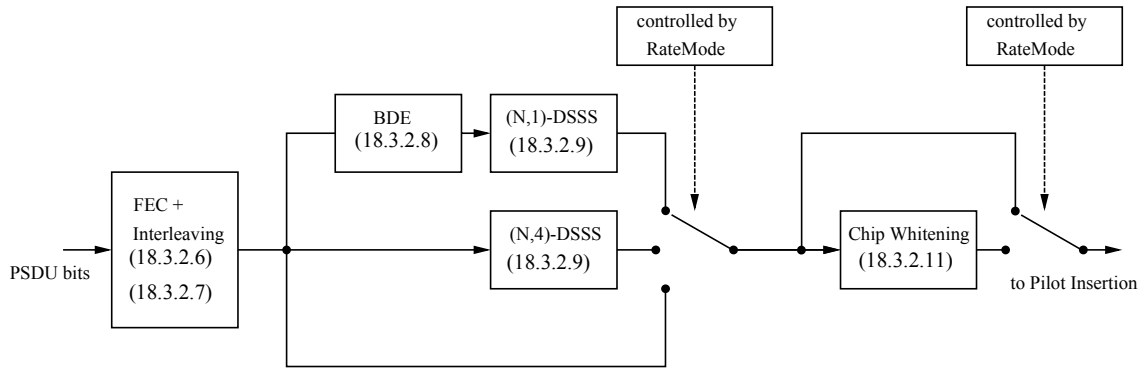 controlled by
RateMode
controlled by
RateMode
BDE
(18.3.2.8)
(N,1)-DSSS
(18.3.2.9)
FEC +
Interleaving
(18.3.2.6)
(18.3.2.7)
PSDU bits
(N,4)-DSSS
(18.3.2.9)
Chip Whitening
(18.3.2.11)
to Pilot Insertion